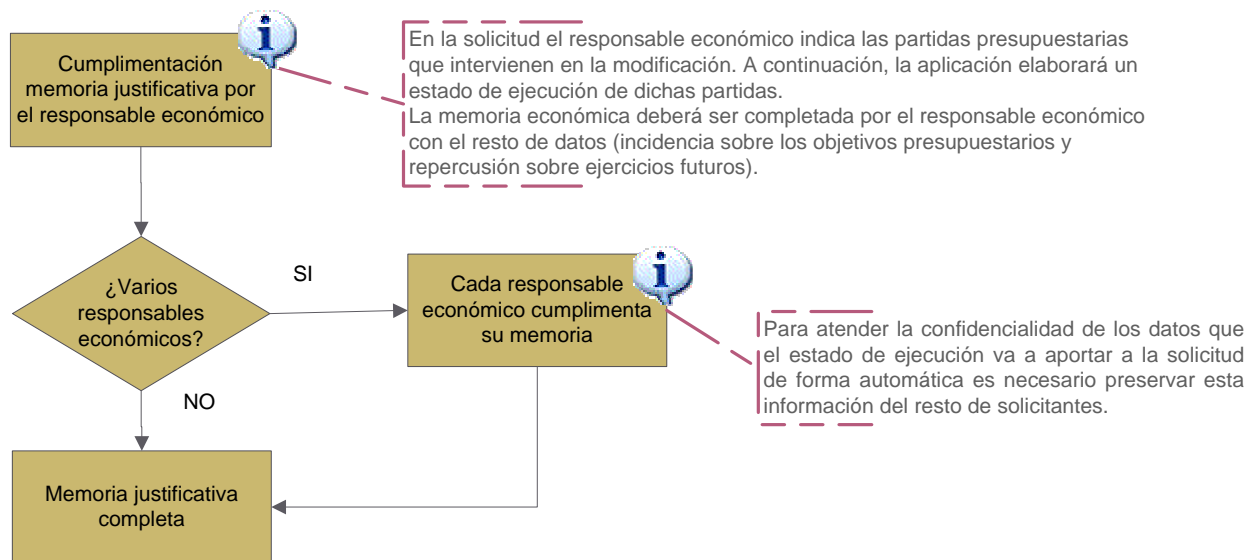 Cumplimentación
memoria justificativa por
el responsable económico
En la solicitud el responsable económico indica las partidas presupuestarias
que intervienen en la modificación. A continuación, la aplicación elaborará un
estado de ejecución de dichas partidas.
La memoria económica deberá ser completada por el responsable económico
con el resto de datos (incidencia sobre los objetivos presupuestarios y
repercusión sobre ejercicios futuros).
¿Varios
responsables
económicos?
SI
Cada responsable
económico cumplimenta
su memoria
Para atender la confidencialidad de los datos que
el estado de ejecución va a aportar a la solicitud
de forma automática es necesario preservar esta
información del resto de solicitantes.
NO
Memoria justificativa
completa